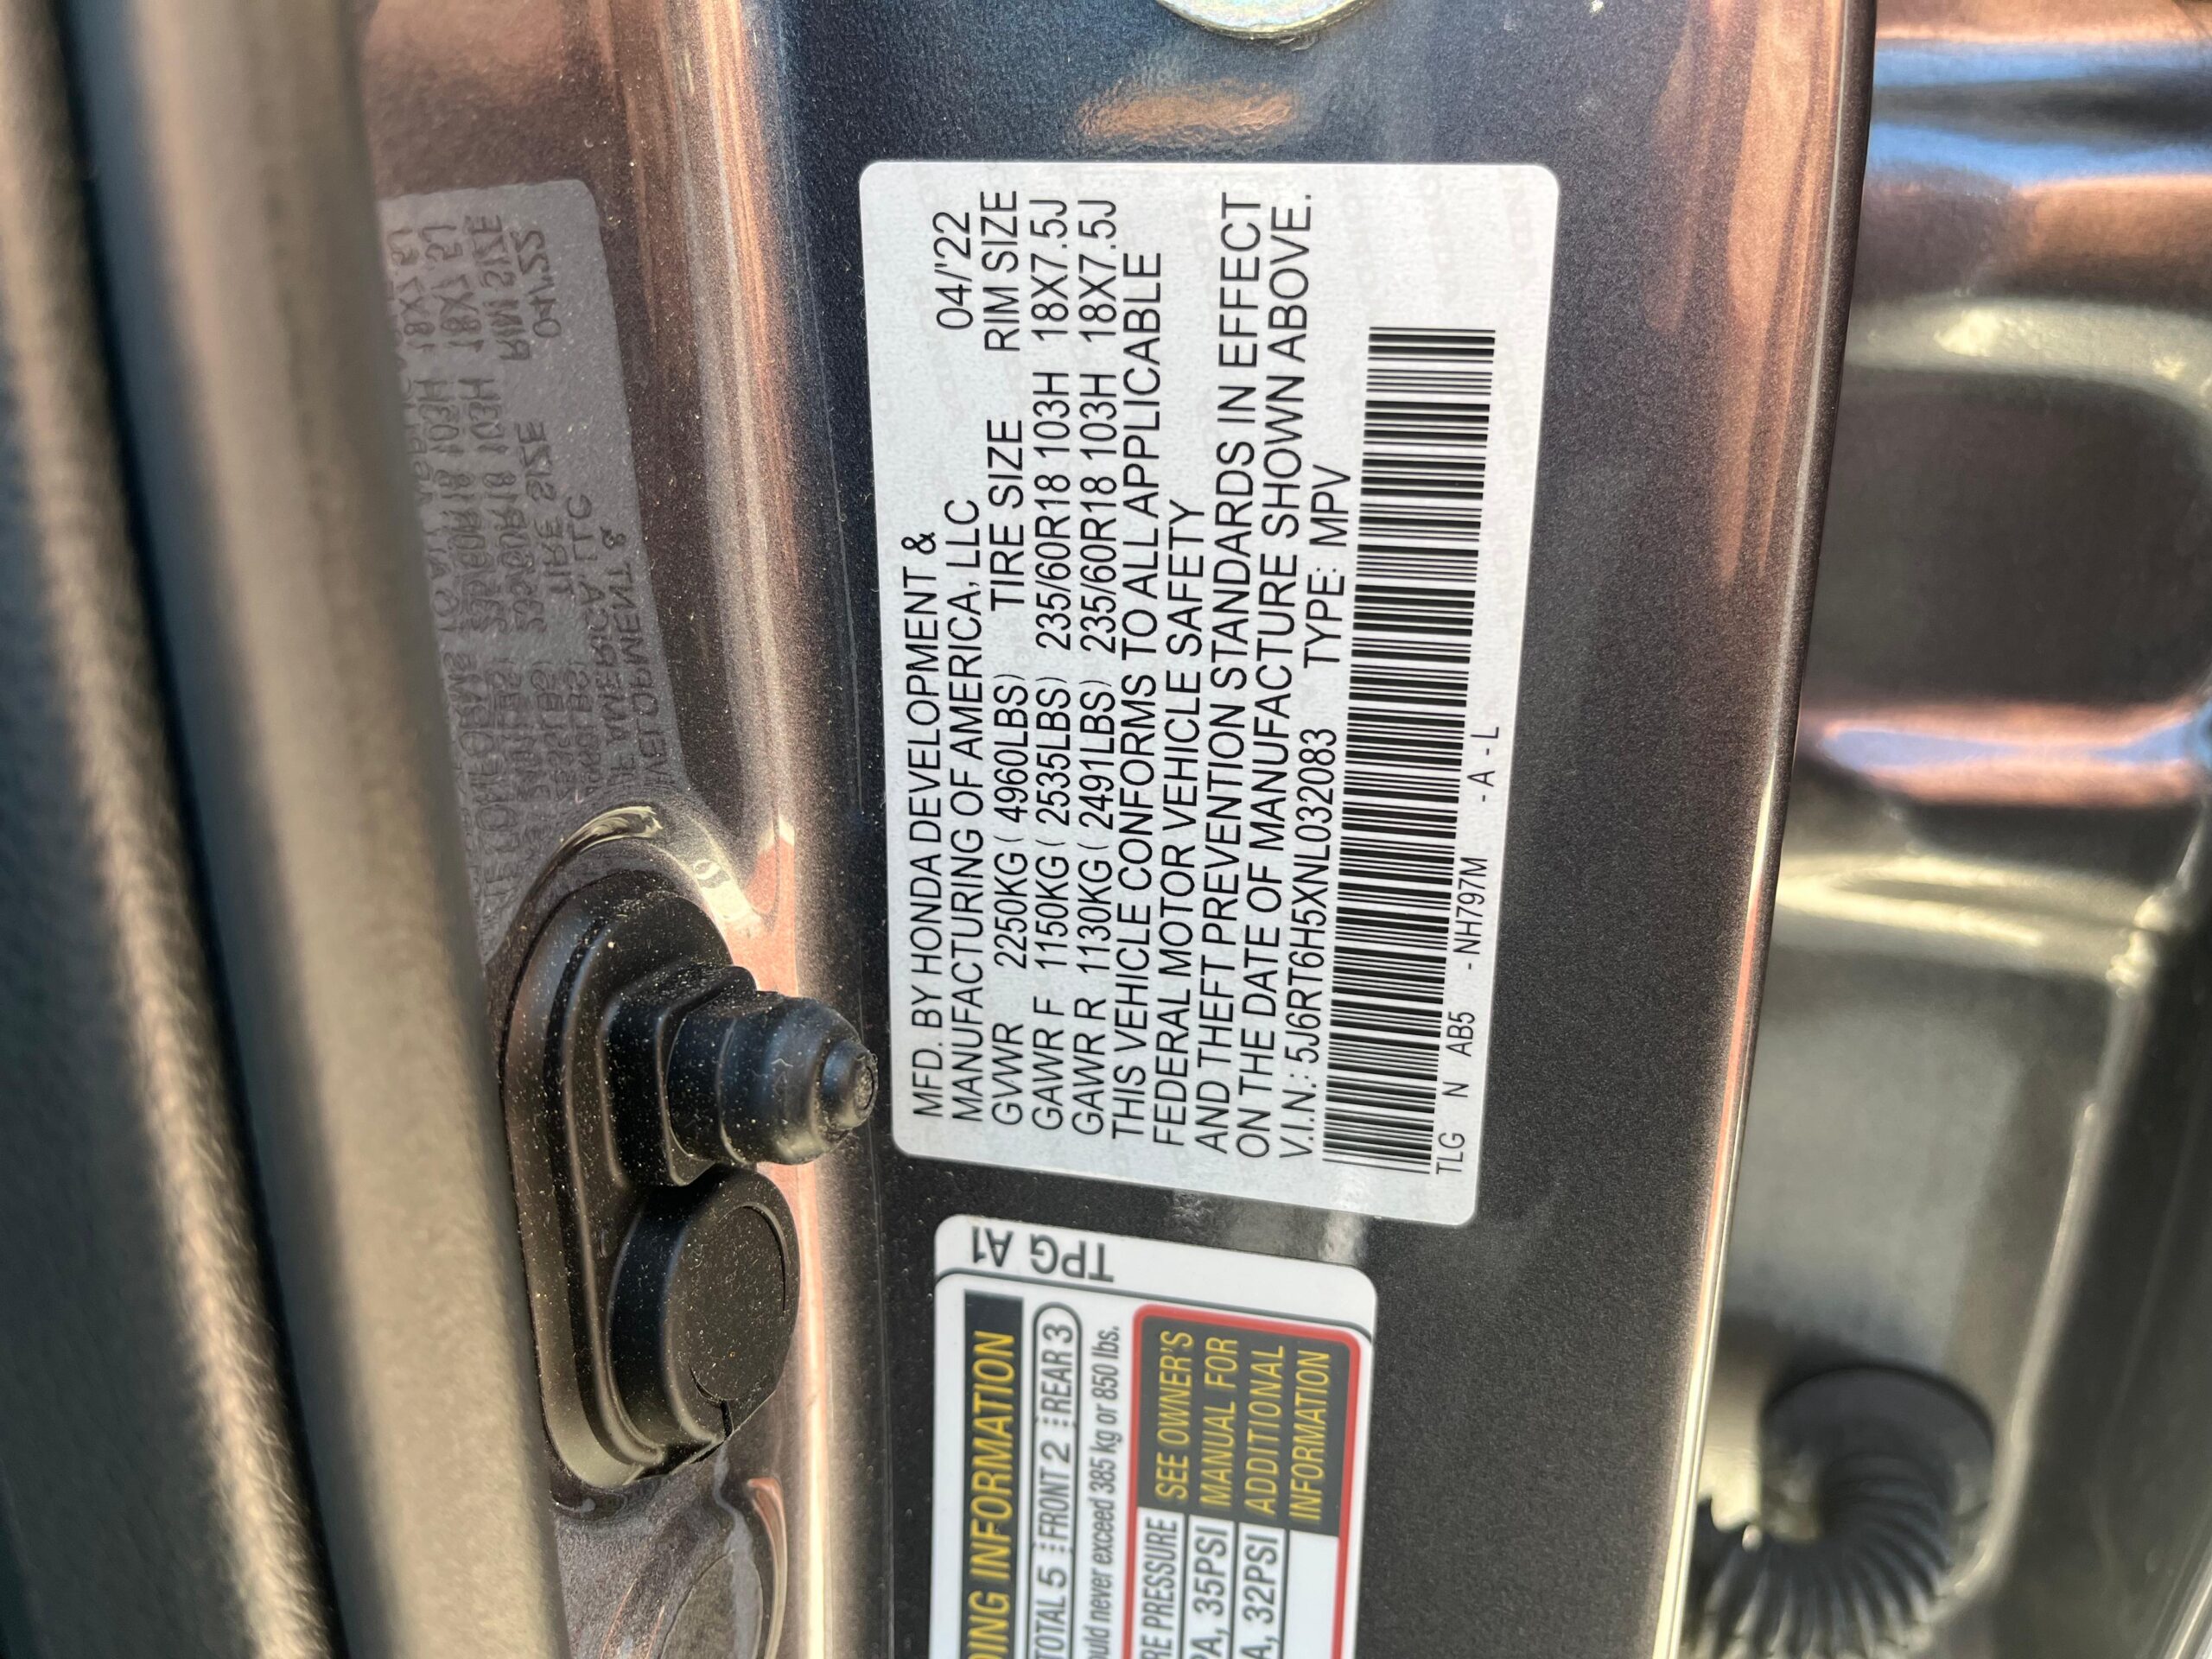 MFD. BY HONDA DEVELOPMENT &
MANUFACTURING OF AMERICA, LLC 04/'22
GVWR 2250KG ( 4960LBS) TIRE SIZE RIM SIZE
GAWR F 1150KG ( 2535LBS) 235/60R18 103H 18X7.5J
GAWR R 1130KG ( 2491LBS) 235/60R18 103H 18X7.5J
THIS VEHICLE CONFORMS TO ALL APPLICABLE
FEDERAL MOTOR VEHICLE SAFETY
AND THEFT PREVENTION STANDARDS IN EFFECT
ON THE DATE OF MANUFACTURE SHOWN ABOVE.
V.I.N.: 5J6RT6H5XNL032083 TYPE: MPV
TLG N AB5 - NH797M - A - L
TPG A1
INFORMATION
TOTAL 5 FRONT 2 REAR 3
never exceed 385 kg or 850 lbs.
PRESSURE
35PSI
32PSI
SEE OWNER'S
MANUAL FOR
ADDITIONAL
INFORMATION